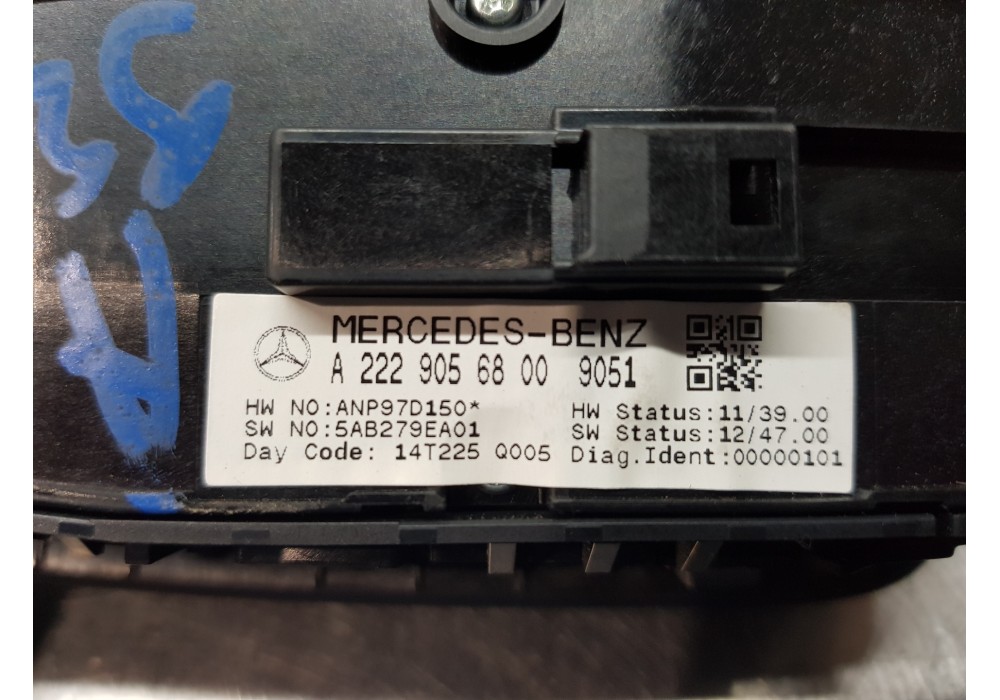 MERCEDES-BENZ
A 222 905 68 00 9051
HW NO:ANP97D150* HW Status:11/39.00
SW NO:5AB279EA01 SW Status:12/47.00
Day Code: 14T225 Q005 Diag.Ident:00000101